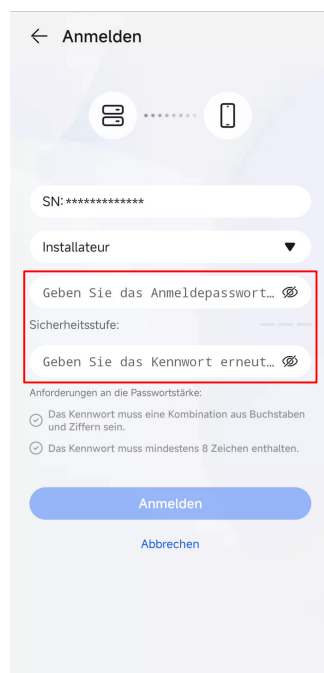 Anmelden
SN:*************
Installateur
Geben Sie das Anmeldepasswort…
Sicherheitsstufe:
Geben Sie das Kennwort erneut…
Anforderungen an die Passwortstärke:
Das Kennwort muss eine Kombination aus Buchstaben
und Ziffern sein.
Das Kennwort muss mindestens 8 Zeichen enthalten.
Anmelden
Abbrechen